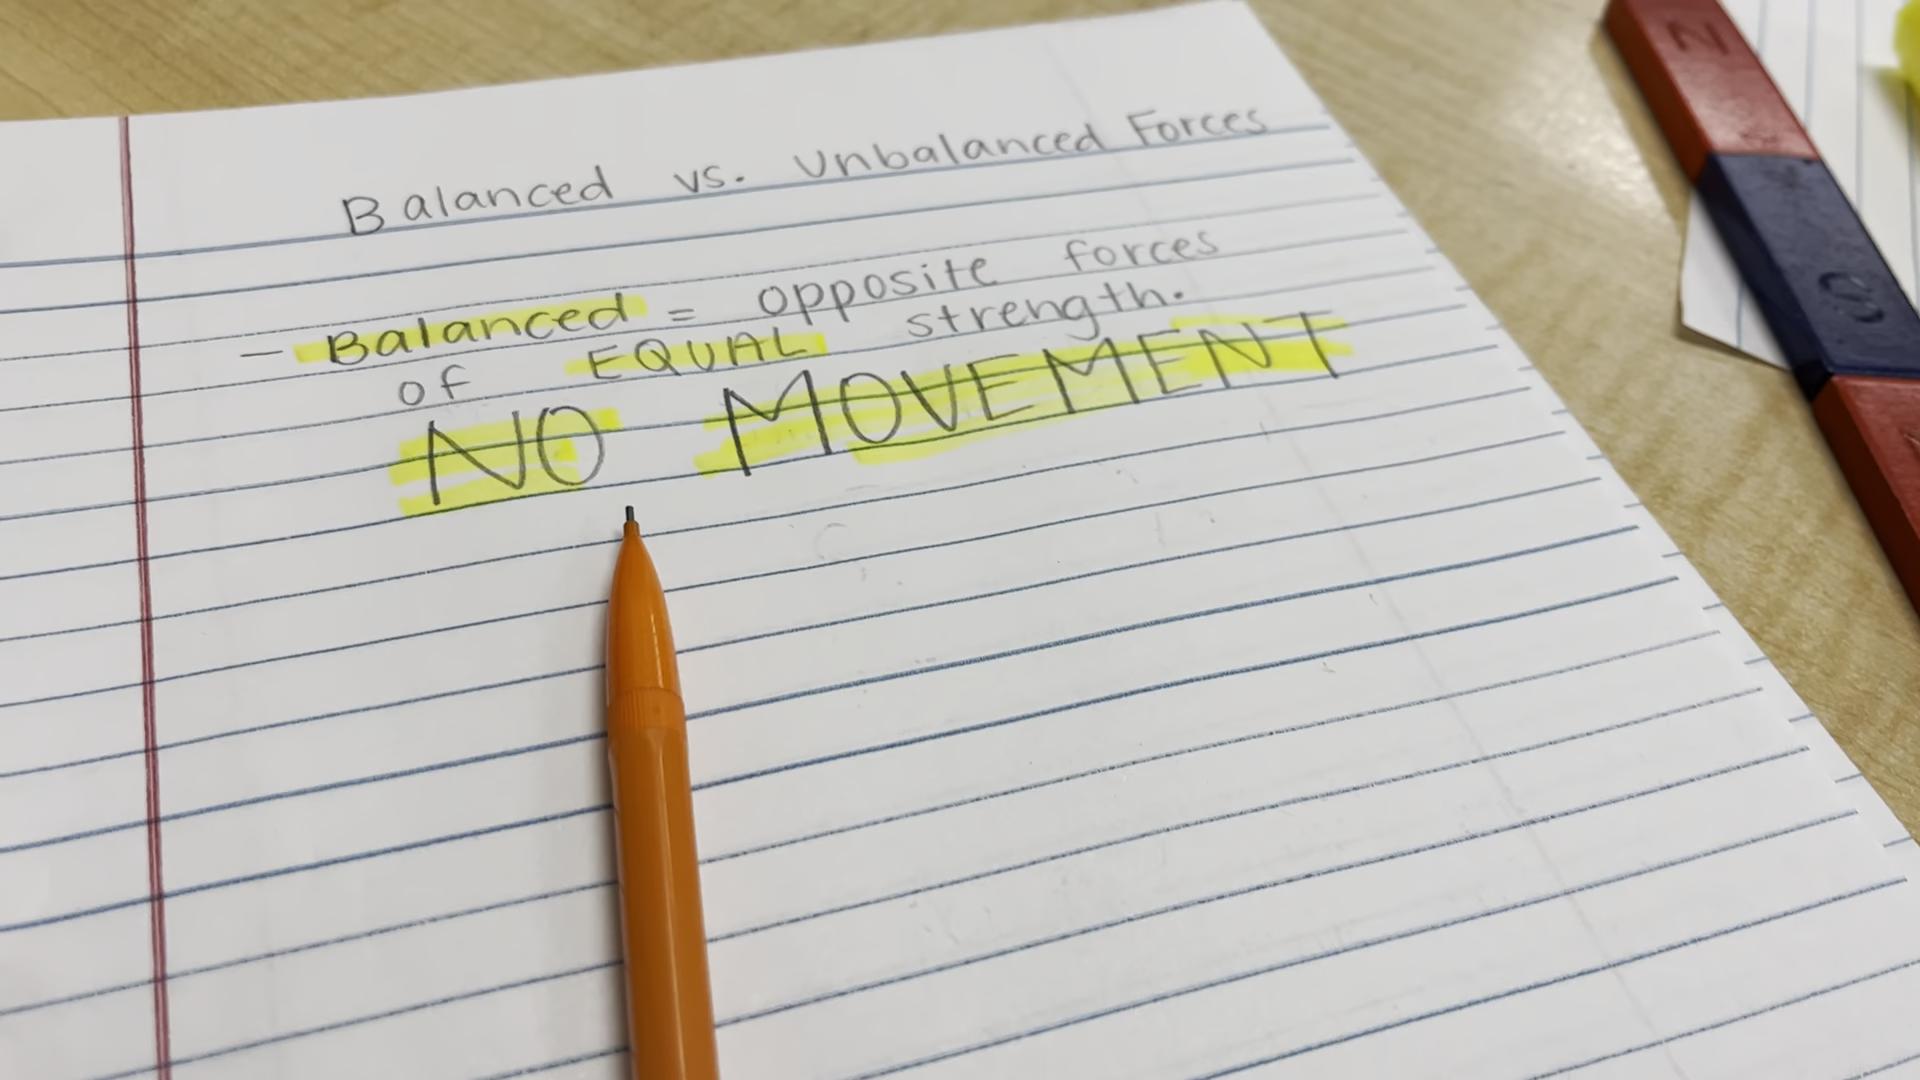 Balanced vs. Unbalanced Forces
- Balanced = opposite forces
of EQUAL strength.
NO MOVEMENT
N
S